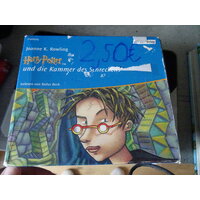 Joanne K. Rowling
2,50€
Harry Potter
und die Kammer des Schreckens
gelesen von Rufus Beck